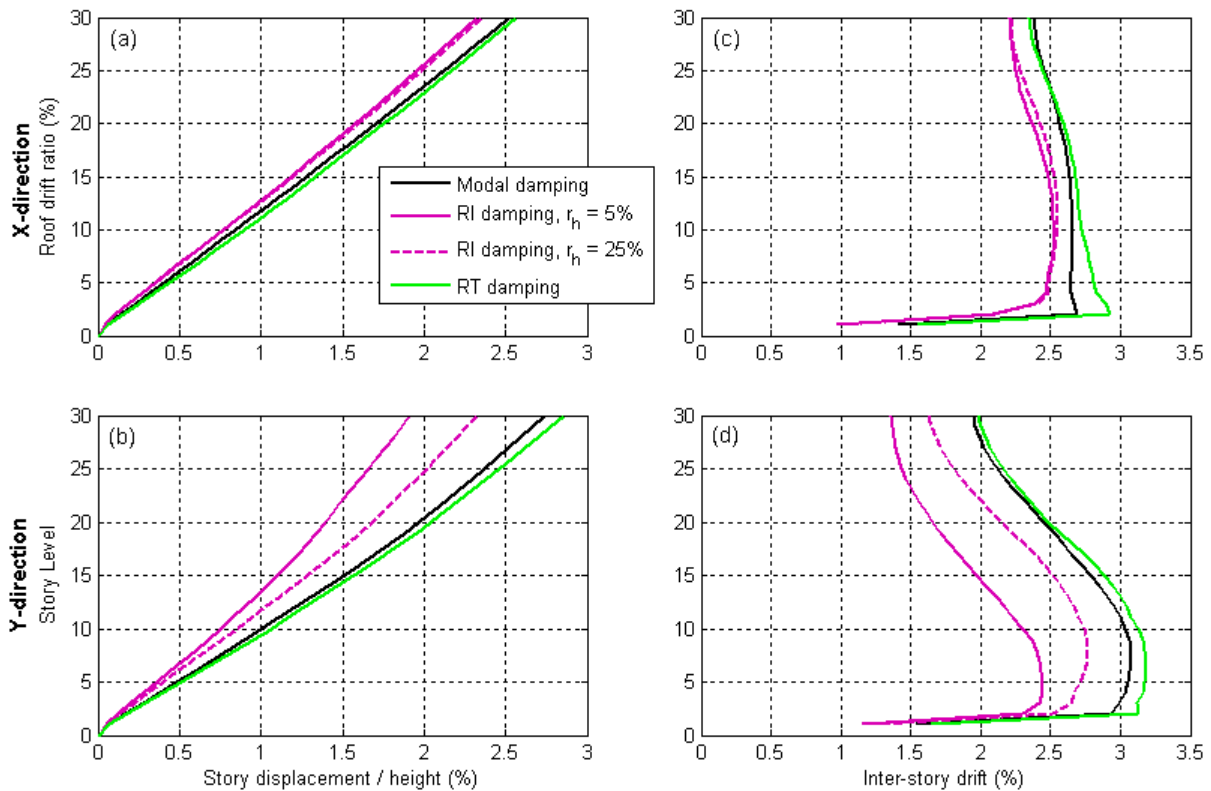 (a)
30
25
20
15
10
5
0
0 0.5 1 1.5 2 2.5 3
X-direction
Roof drift ratio (%)
Modal damping
RI damping, r_h = 5%
RI damping, r_h = 25%
RT damping
(c)
30
25
20
15
10
5
0
0 0.5 1 1.5 2 2.5 3 3.5
(b)
30
25
20
15
10
5
0
0 0.5 1 1.5 2 2.5 3
Y-direction
Story Level
Story displacement / height (%)
(d)
30
25
20
15
10
5
0
0 0.5 1 1.5 2 2.5 3 3.5
Inter-story drift (%)